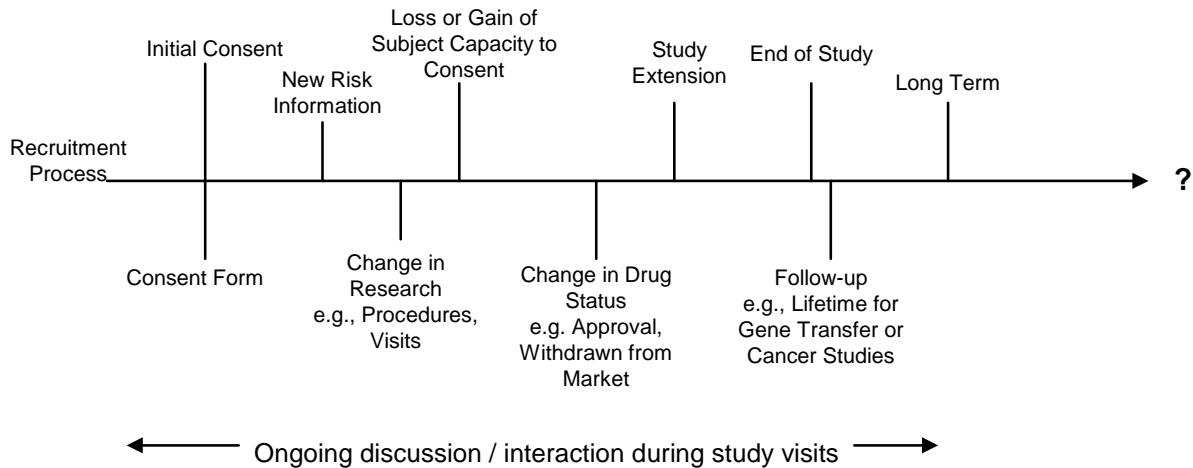 Recruitment
Process
Initial Consent
Consent Form
New Risk
Information
Change in
Research
e.g., Procedures,
Visits
Loss or Gain of
Subject Capacity to
Consent
Change in Drug
Status
e.g. Approval,
Withdrawn from
Market
Study
Extension
End of Study
Follow-up
e.g., Lifetime for
Gene Transfer or
Cancer Studies
Long Term
?
Ongoing discussion / interaction during study visits